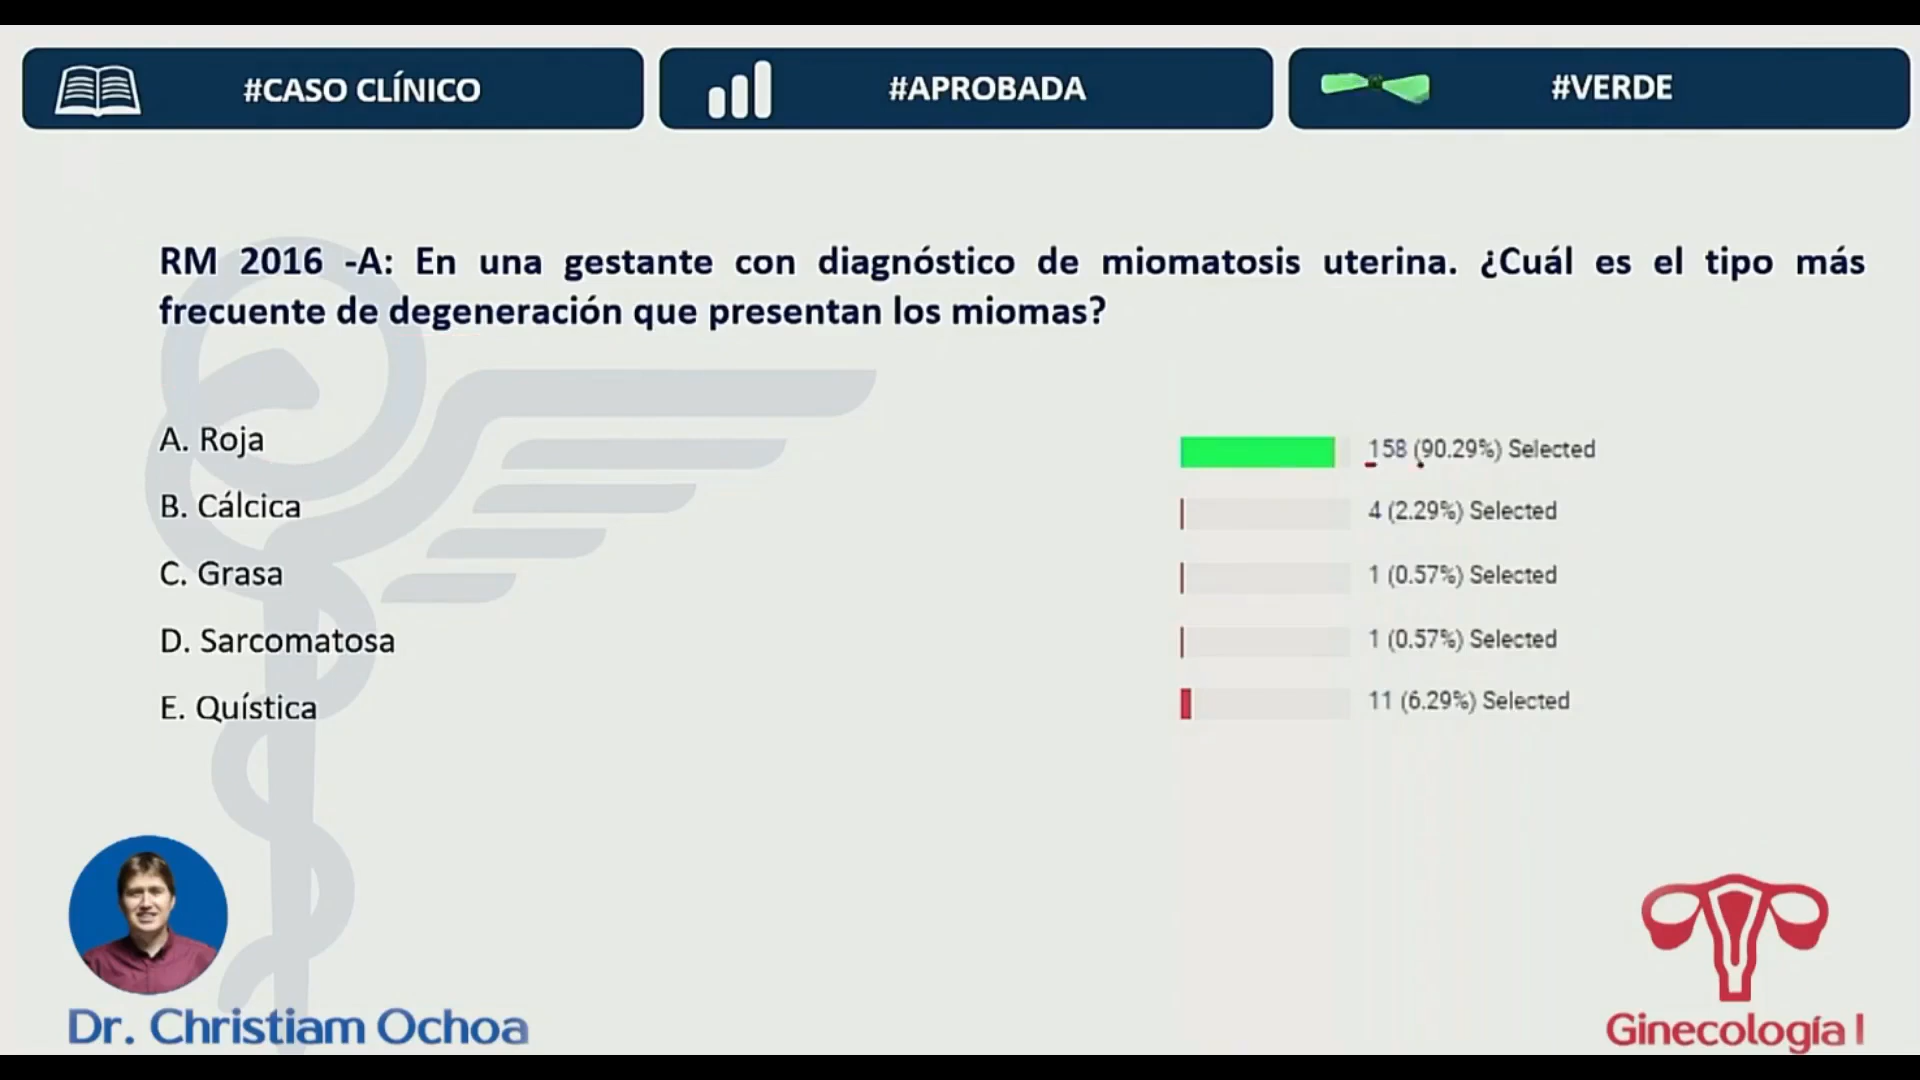 #CASO CLÍNICO
#APROBADA
#VERDE
RM 2016 -A: En una gestante con diagnóstico de miomatosis uterina. ¿Cuál es el tipo más
frecuente de degeneración que presentan los miomas?
A. Roja
158 (90.29%) Selected
B. Cálcica
4 (2.29%) Selected
C. Grasa
1 (0.57%) Selected
D. Sarcomatosa
1 (0.57%) Selected
E. Quística
11 (6.29%) Selected
Dr. Christiam Ochoa
Ginecología I